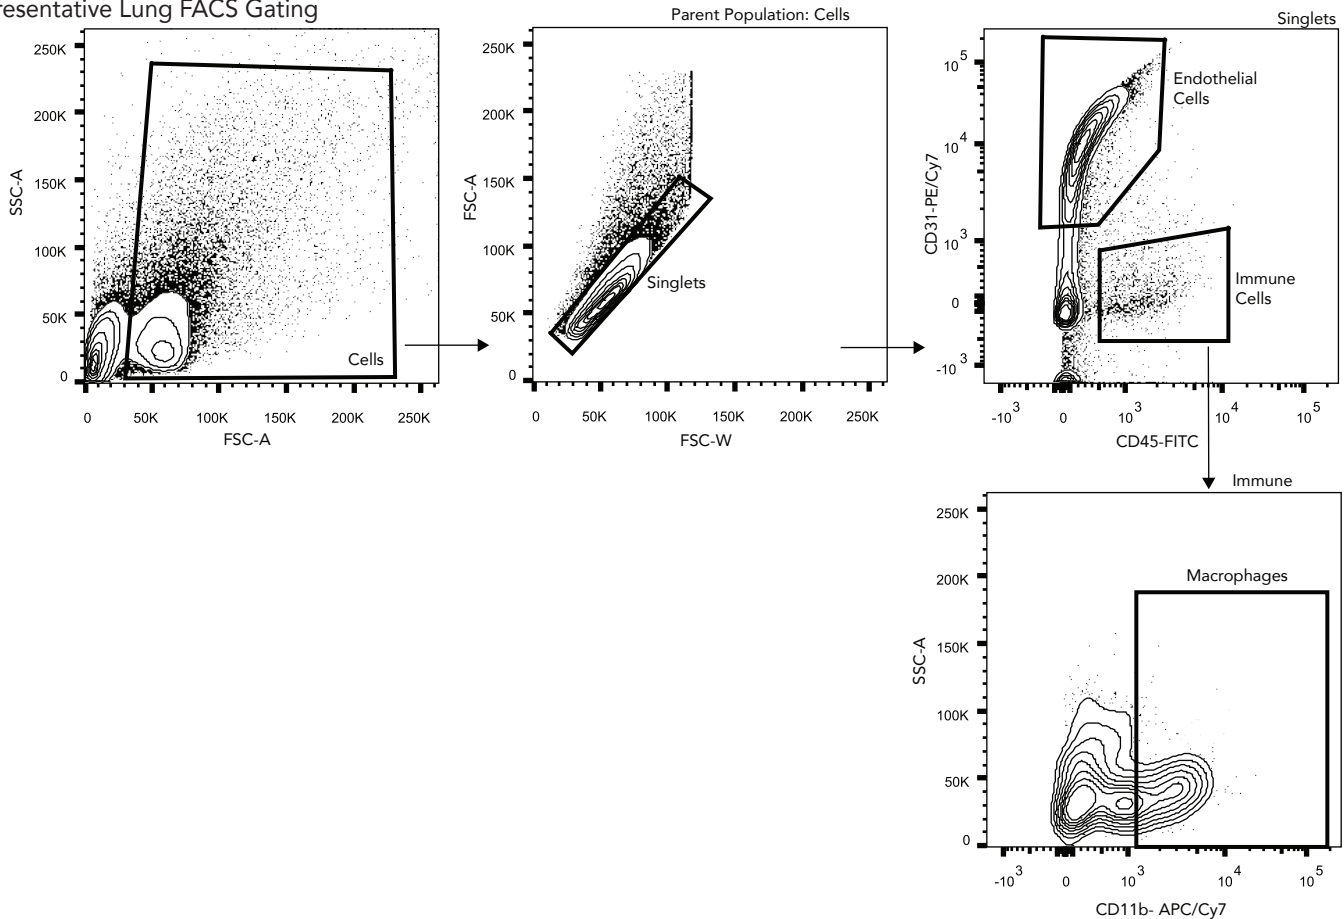 resentative Lung FACS Gating
Parent Population: Cells
Singlets
250K
200K
150K
100K
50K
0
SSC-A
Cells
0 50K 100K 150K 200K 250K
FSC-A
250K
200K
150K
100K
50K
0
FSC-A
Singlets
0 50K 100K 150K 200K 250K
FSC-W
10 5
10 4
10 3
0
-10 3
CD31-PE/Cy7
Endothelial
Cells
Immune
Cells
-10 3 0 10 3 10 4 10 5
CD45-FITC
Immune
250K
200K
150K
100K
50K
0
SSC-A
Macrophages
-10 3 0 10 3 10 4 10 5
CD11b- APC/Cy7